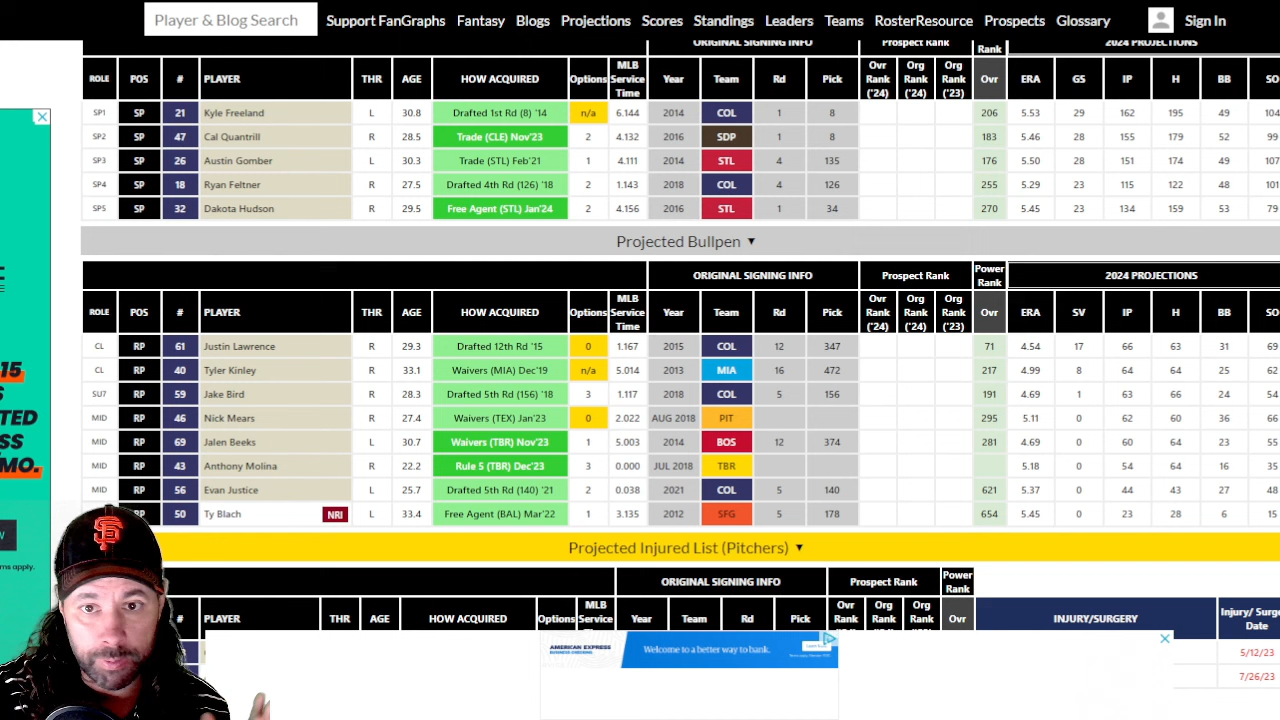 Player & Blog Search Support FanGraphs Fantasy Blogs Projections Scores Standings Leaders Teams RosterResource Prospects Glossary Sign In
ORIGINAL SIGNING INFO Prospect Rank Rank 2024 PROJECTIONS
ROLE POS # PLAYER THR AGE HOW ACQUIRED Options MLB Service Time Year Team Rd Pick Ovr Rank ('24) Org Rank ('24) Org Rank ('23) Ovr ERA GS IP H BB SO
SP1 SP 21 Kyle Freeland L 30.8 Drafted 1st Rd (8) '14 n/a 6.144 2014 COL 1 8 206 5.53 29 162 195 49 104
SP2 SP 47 Cal Quantrill R 28.5 Trade (CLE) Nov'23 2 4.132 2016 SDP 1 8 183 5.46 28 155 179 52 99
SP3 SP 26 Austin Gomber L 30.3 Trade (STL) Feb'21 1 4.111 2014 STL 4 135 176 5.50 28 151 174 49 107
SP4 SP 18 Ryan Feltner R 27.5 Drafted 4th Rd (126) '18 2 1.143 2018 COL 4 126 255 5.29 23 115 122 48 101
SP5 SP 32 Dakota Hudson R 29.5 Free Agent (STL) Jan'24 2 4.156 2016 STL 1 34 270 5.45 23 134 159 53 79
Projected Bullpen ▼
ORIGINAL SIGNING INFO Prospect Rank Power Rank 2024 PROJECTIONS
ROLE POS # PLAYER THR AGE HOW ACQUIRED Options MLB Service Time Year Team Rd Pick Ovr Rank ('24) Org Rank ('24) Org Rank ('23) Ovr ERA SV IP H BB SO
CL RP 61 Justin Lawrence R 29.3 Drafted 12th Rd '15 0 1.167 2015 COL 12 347 71 4.54 17 66 63 31 69
CL RP 40 Tyler Kinley R 33.1 Waivers (MIA) Dec'19 n/a 5.014 2013 MIA 16 472 217 4.99 8 64 64 25 62
SU7 RP 59 Jake Bird R 28.3 Drafted 5th Rd (156) '18 3 1.117 2018 COL 5 156 191 4.69 1 63 66 24 54
MID RP 46 Nick Mears R 27.4 Waivers (TEX) Jan'23 0 2.022 AUG 2018 PIT 295 5.11 0 62 60 36 66
MID RP 69 Jalen Beeks L 30.7 Waivers (TBR) Nov'23 1 5.003 2014 BOS 12 374 281 4.69 0 60 64 23 55
MID RP 43 Anthony Molina R 22.2 Rule 5 (TBR) Dec'23 3 0.000 JUL 2018 TBR 5.18 0 54 64 16 35
MID RP 56 Evan Justice L 25.7 Drafted 5th Rd (140) '21 2 0.038 2021 COL 5 140 621 5.37 0 44 43 27 48
RP 50 Ty Blach NRI L 33.4 Free Agent (BAL) Mar'22 1 3.135 2012 SFG 5 178 654 5.45 0 23 28 6 15
Projected Injured List (Pitchers) ▼
ORIGINAL SIGNING INFO Prospect Rank Power Rank
# PLAYER THR AGE HOW ACQUIRED Options MLB Service Time Year Team Rd Pick Ovr Rank ('24) Org Rank ('24) Org Rank ('23) Ovr INJURY/SURGERY Injury/ Surge Date
5/12/23
7/26/23
15
TED
SS
MO.
W
ms apply.
SF
AMERICAN EXPRESS
BUSINESS CHECKING
Welcome to a better way to bank.